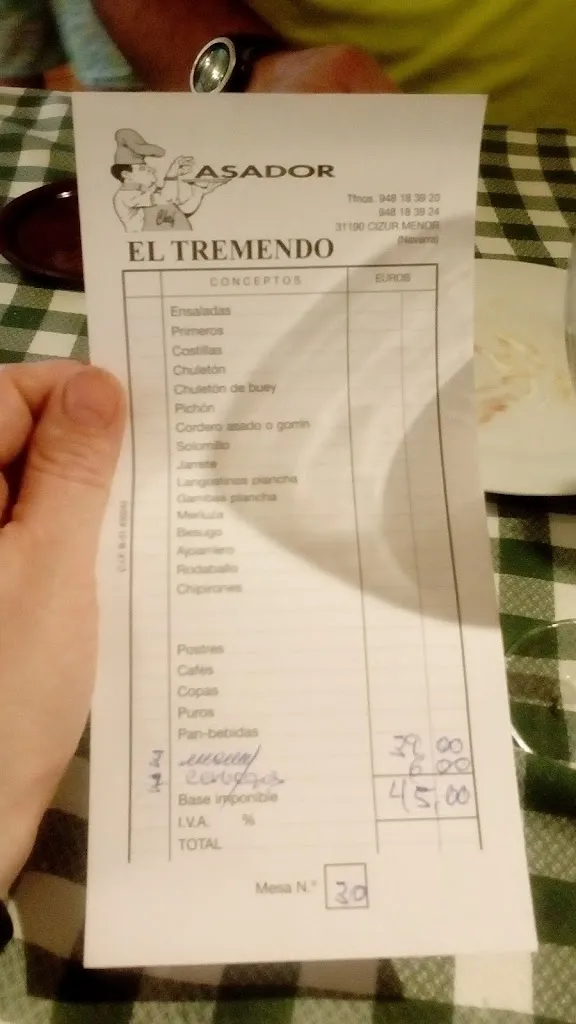 Chef
ASADOR
Tfnos. 948 18 39 20
948 18 39 24
31190 CIZUR MENOR
(Navarra)
EL TREMENDO
CONCEPTOS EUROS
Ensaladas
Primeros
Costillas
Chuletón
Chuletón de buey
Pichón
Cordero asado o gorrín
Solomillo
Jarrete
Langostinos plancha
Gambas plancha
Merluza
Besugo
Ajoarriero
Rodaballo
Chipirones
Postres
Cafés
Copas
Puros
Pan-bebidas
39 00
6 00
Base imponible 45,00
I.V.A. %
TOTAL
Mesa N.º 30